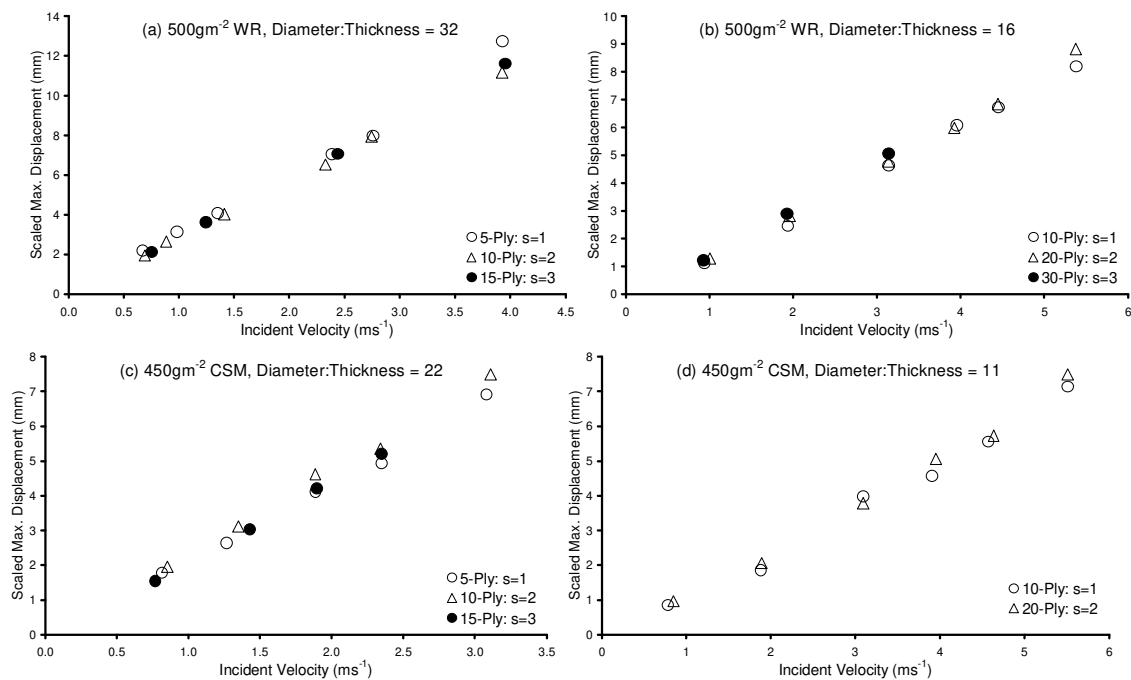 (a) 500gm⁻² WR, Diameter:Thickness = 32
Scaled Max. Displacement (mm)
14
12
10
8
6
4
2
0
0.0 0.5 1.0 1.5 2.0 2.5 3.0 3.5 4.0 4.5
Incident Velocity (ms⁻¹)
5-Ply: s=1
10-Ply: s=2
15-Ply: s=3
(b) 500gm⁻² WR, Diameter:Thickness = 16
Scaled Max. Displacement (mm)
10
9
8
7
6
5
4
3
2
1
0
0 1 2 3 4 5 6
Incident Velocity (ms⁻¹)
10-Ply: s=1
20-Ply: s=2
30-Ply: s=3
(c) 450gm⁻² CSM, Diameter:Thickness = 22
Scaled Max. Displacement (mm)
8
7
6
5
4
3
2
1
0
0.0 0.5 1.0 1.5 2.0 2.5 3.0 3.5
Incident Velocity (ms⁻¹)
5-Ply: s=1
10-Ply: s=2
15-Ply: s=3
(d) 450gm⁻² CSM, Diameter:Thickness = 11
Scaled Max. Displacement (mm)
8
7
6
5
4
3
2
1
0
0 1 2 3 4 5 6
Incident Velocity (ms⁻¹)
10-Ply: s=1
20-Ply: s=2